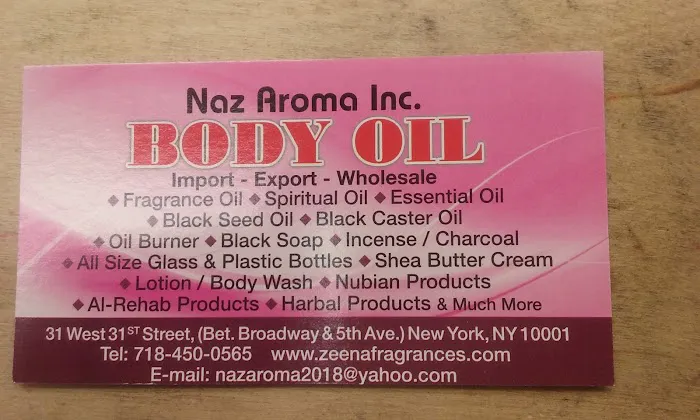 Naz Aroma Inc.
BODY OIL
Import - Export - Wholesale
◆ Fragrance Oil ◆ Spiritual Oil ◆ Essential Oil
◆ Black Seed Oil ◆ Black Caster Oil
◆ Oil Burner ◆ Black Soap ◆ Incense / Charcoal
◆ All Size Glass & Plastic Bottles ◆ Shea Butter Cream
◆ Lotion / Body Wash ◆ Nubian Products
◆ Al-Rehab Products ◆ Harbal Products & Much More
31 West 31ST Street, (Bet. Broadway & 5th Ave.) New York, NY 10001
Tel: 718-450-0565 www.zeenafragrances.com
E-mail: nazaroma2018@yahoo.com